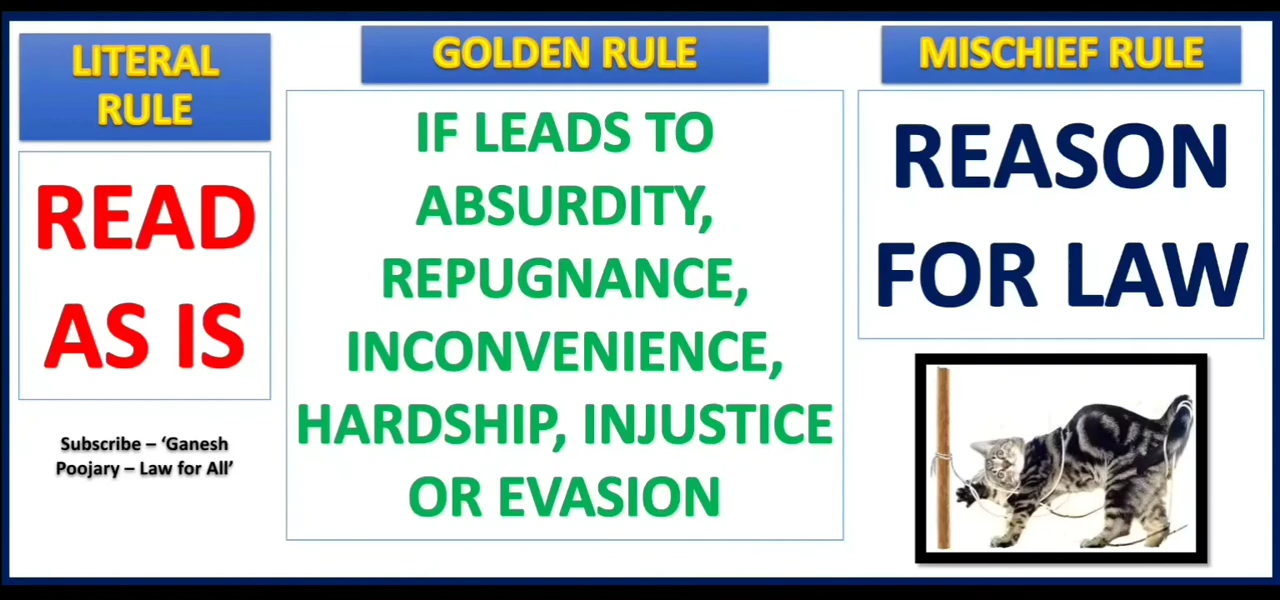 LITERAL
RULE
READ
AS IS
Subscribe – ‘Ganesh
Poojary – Law for All’
GOLDEN RULE
IF LEADS TO
ABSURDITY,
REPUGNANCE,
INCONVENIENCE,
HARDSHIP, INJUSTICE
OR EVASION
MISCHIEF RULE
REASON
FOR LAW